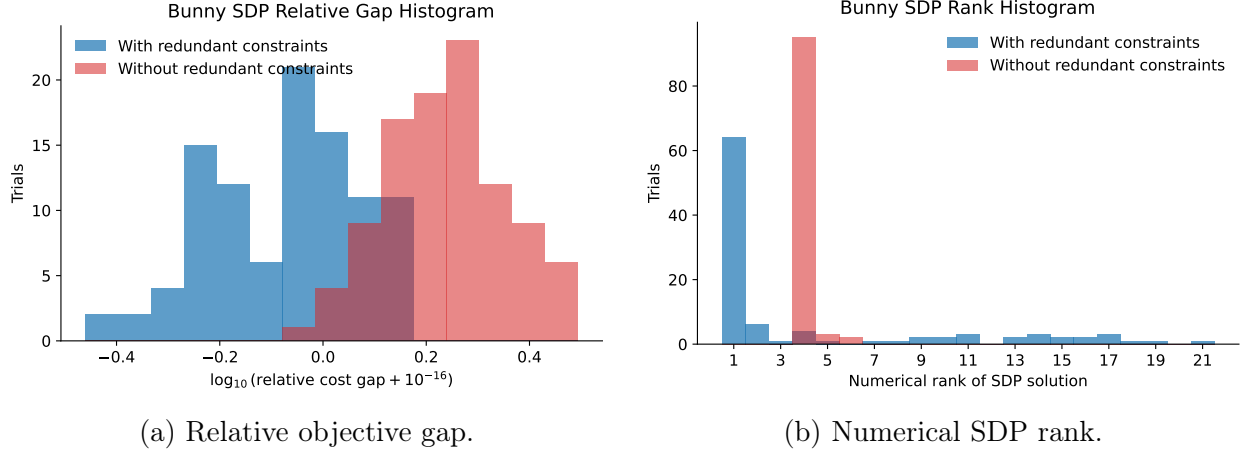 Bunny SDP Relative Gap Histogram
With redundant constraints
Without redundant constraints
Trials
20
15
10
5
0
−0.4 −0.2 0.0 0.2 0.4
log₁₀(relative cost gap + 10⁻¹⁶)
(a) Relative objective gap.
Bunny SDP Rank Histogram
With redundant constraints
Without redundant constraints
Trials
80
60
40
20
0
1 3 5 7 9 11 13 15 17 19 21
Numerical rank of SDP solution
(b) Numerical SDP rank.